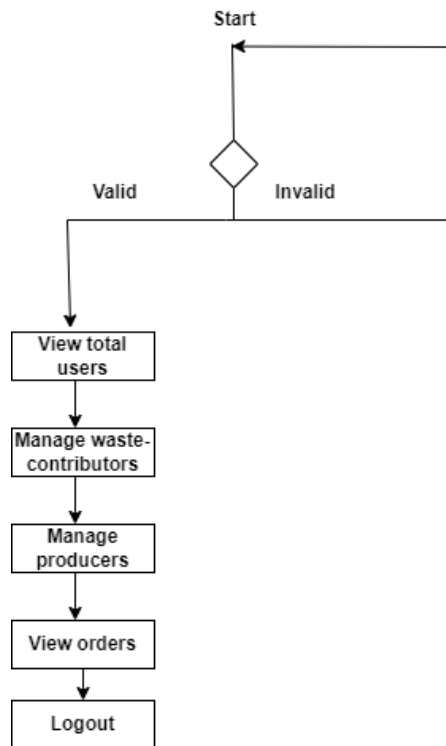 Start
Valid
Invalid
View total
users
Manage waste-
contributors
Manage
producers
View orders
Logout